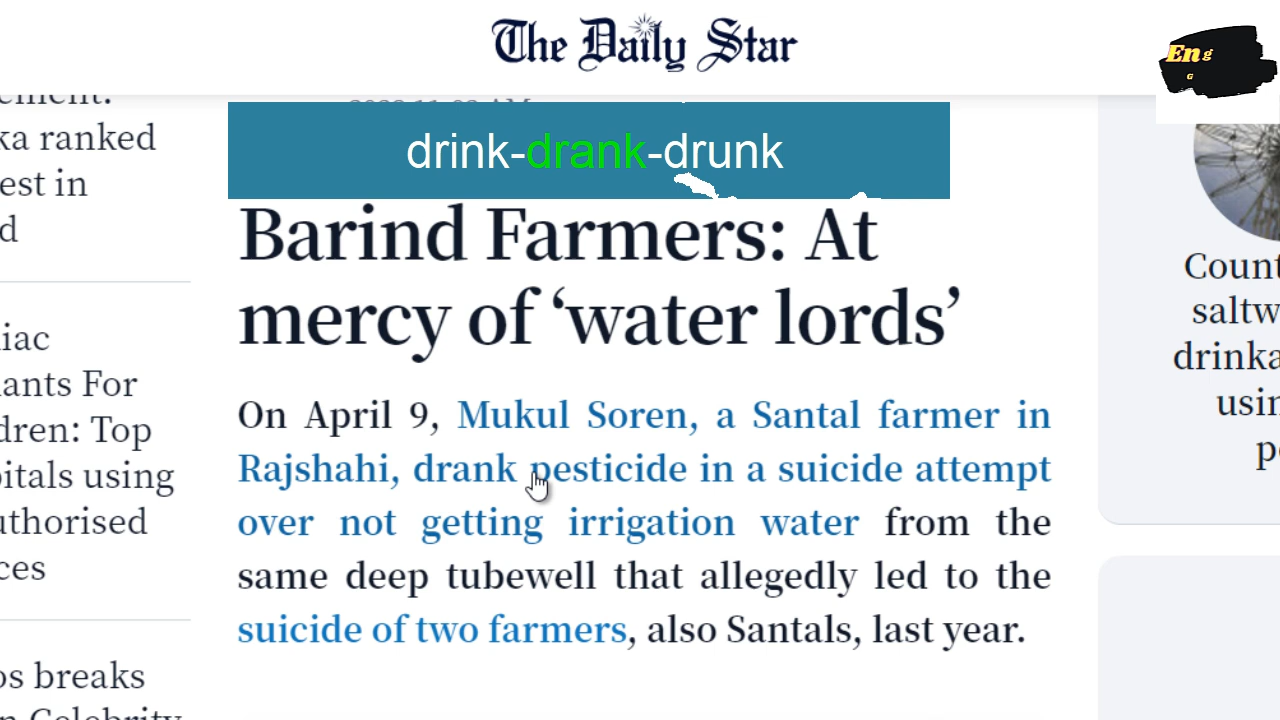 The Daily Star
Eng
G
ka ranked
est in
d
iac
ants For
dren: Top
pitals using
uthorised
ces
os breaks
drink-drank-drunk
Barind Farmers: At
mercy of ‘water lords’
On April 9, Mukul Soren, a Santal farmer in
Rajshahi, drank pesticide in a suicide attempt
over not getting irrigation water from the
same deep tubewell that allegedly led to the
suicide of two farmers, also Santals, last year.
Count
saltw
drinka
usin
p